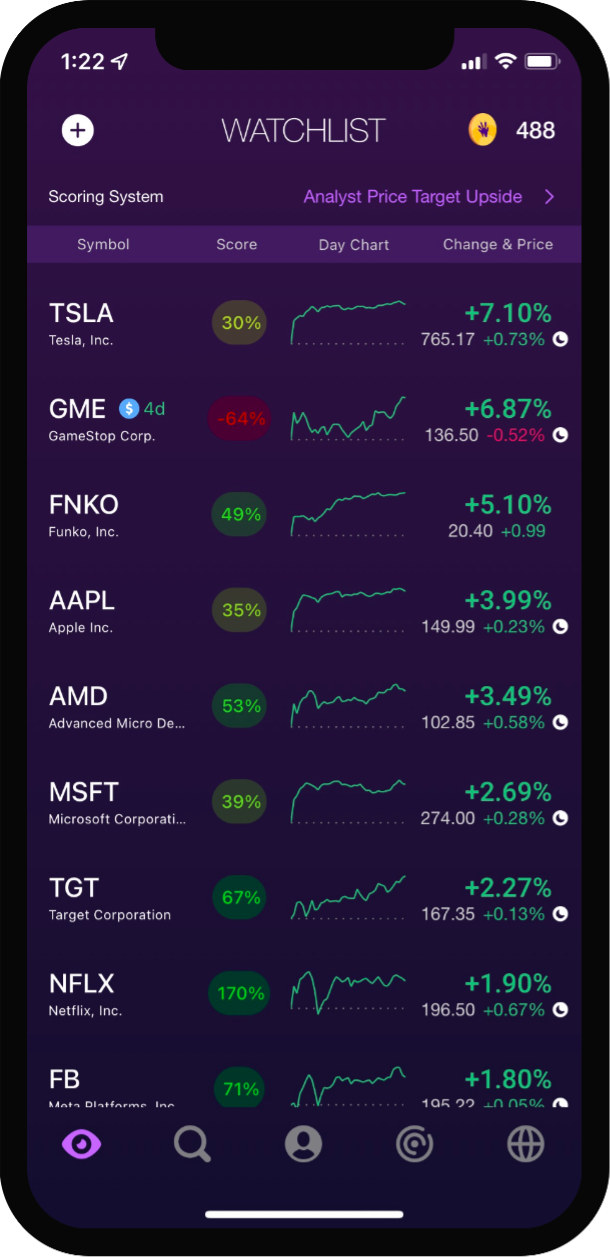 1:22
WATCHLIST
488
Scoring System Analyst Price Target Upside
Symbol Score Day Chart Change & Price
TSLA 30% +7.10%
Tesla, Inc. 765.17 +0.73%
GME $ 4d -64% +6.87%
GameStop Corp. 136.50 -0.52%
FNKO 49% +5.10%
Funko, Inc. 20.40 +0.99
AAPL 35% +3.99%
Apple Inc. 149.99 +0.23%
AMD 53% +3.49%
Advanced Micro De... 102.85 +0.58%
MSFT 39% +2.69%
Microsoft Corporati... 274.00 +0.28%
TGT 67% +2.27%
Target Corporation 167.35 +0.13%
NFLX 170% +1.90%
Netflix, Inc. 196.50 +0.67%
FB 71% +1.80%
Meta Platforms, Inc. 195.22 +0.05%